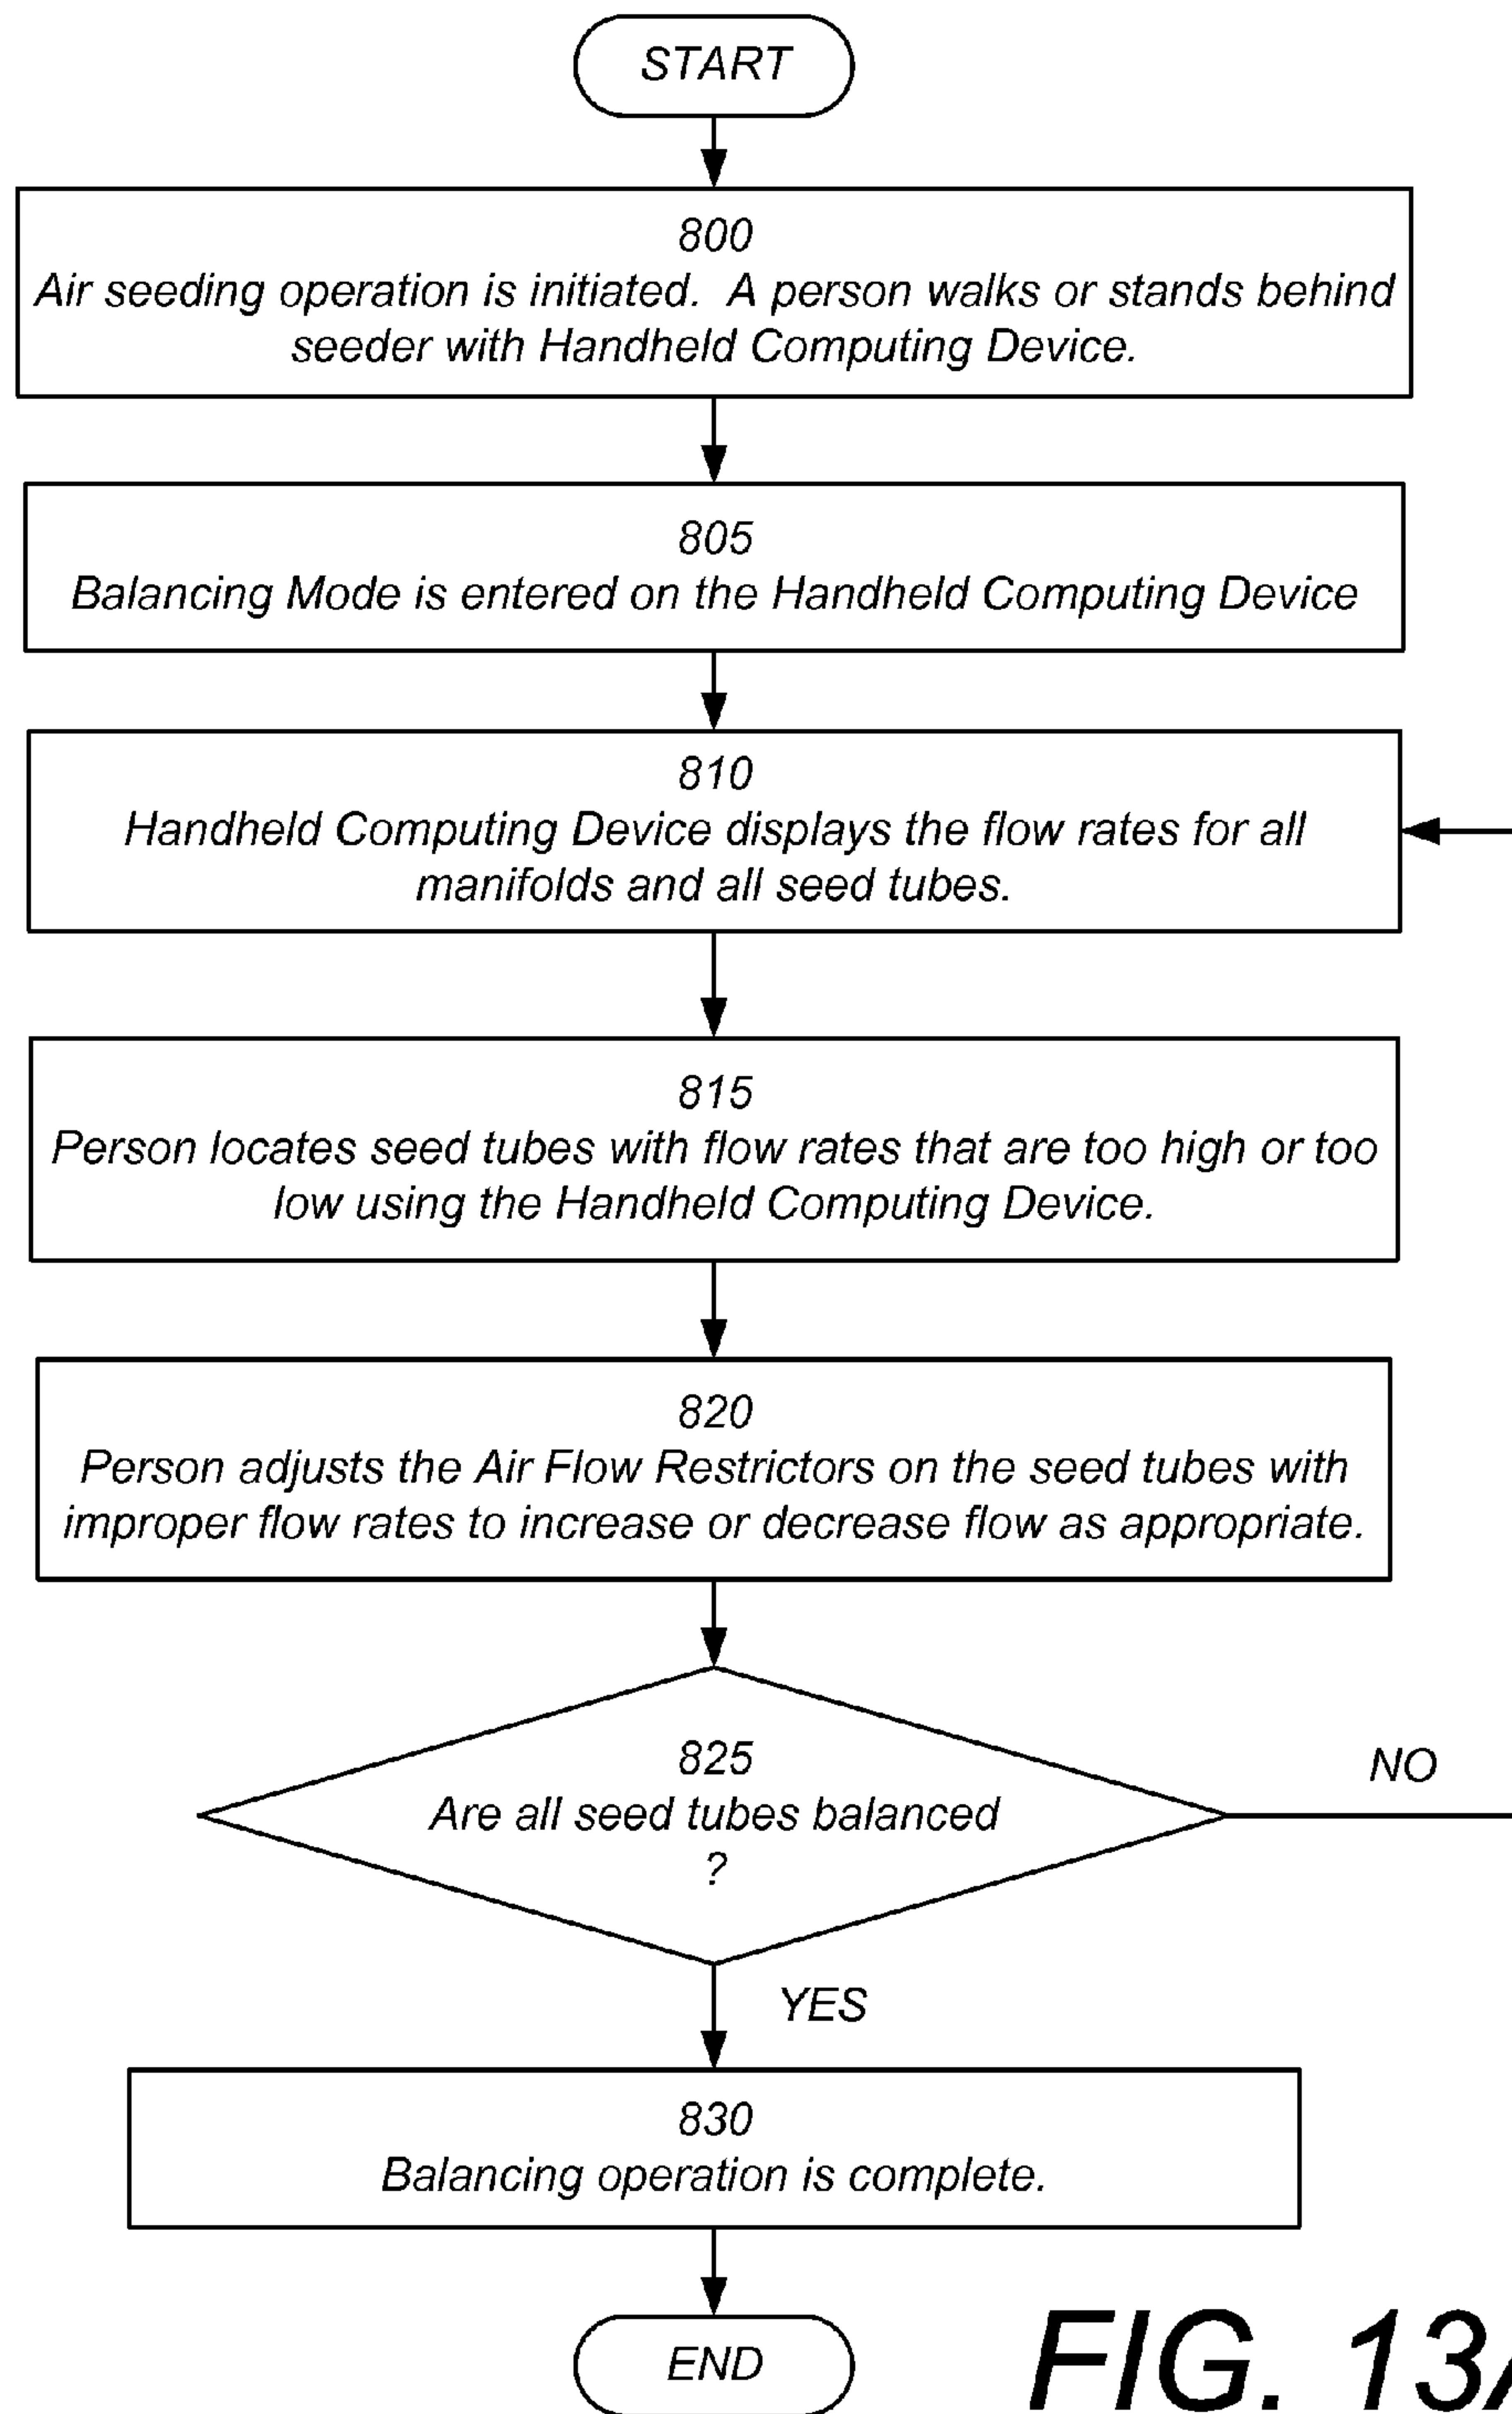 START
800
Air seeding operation is initiated. A person walks or stands behind
seeder with Handheld Computing Device.
805
Balancing Mode is entered on the Handheld Computing Device
810
Handheld Computing Device displays the flow rates for all
manifolds and all seed tubes.
815
Person locates seed tubes with flow rates that are too high or too
low using the Handheld Computing Device.
820
Person adjusts the Air Flow Restrictors on the seed tubes with
improper flow rates to increase or decrease flow as appropriate.
825
Are all seed tubes balanced
?
NO
YES
830
Balancing operation is complete.
END
FIG. 13